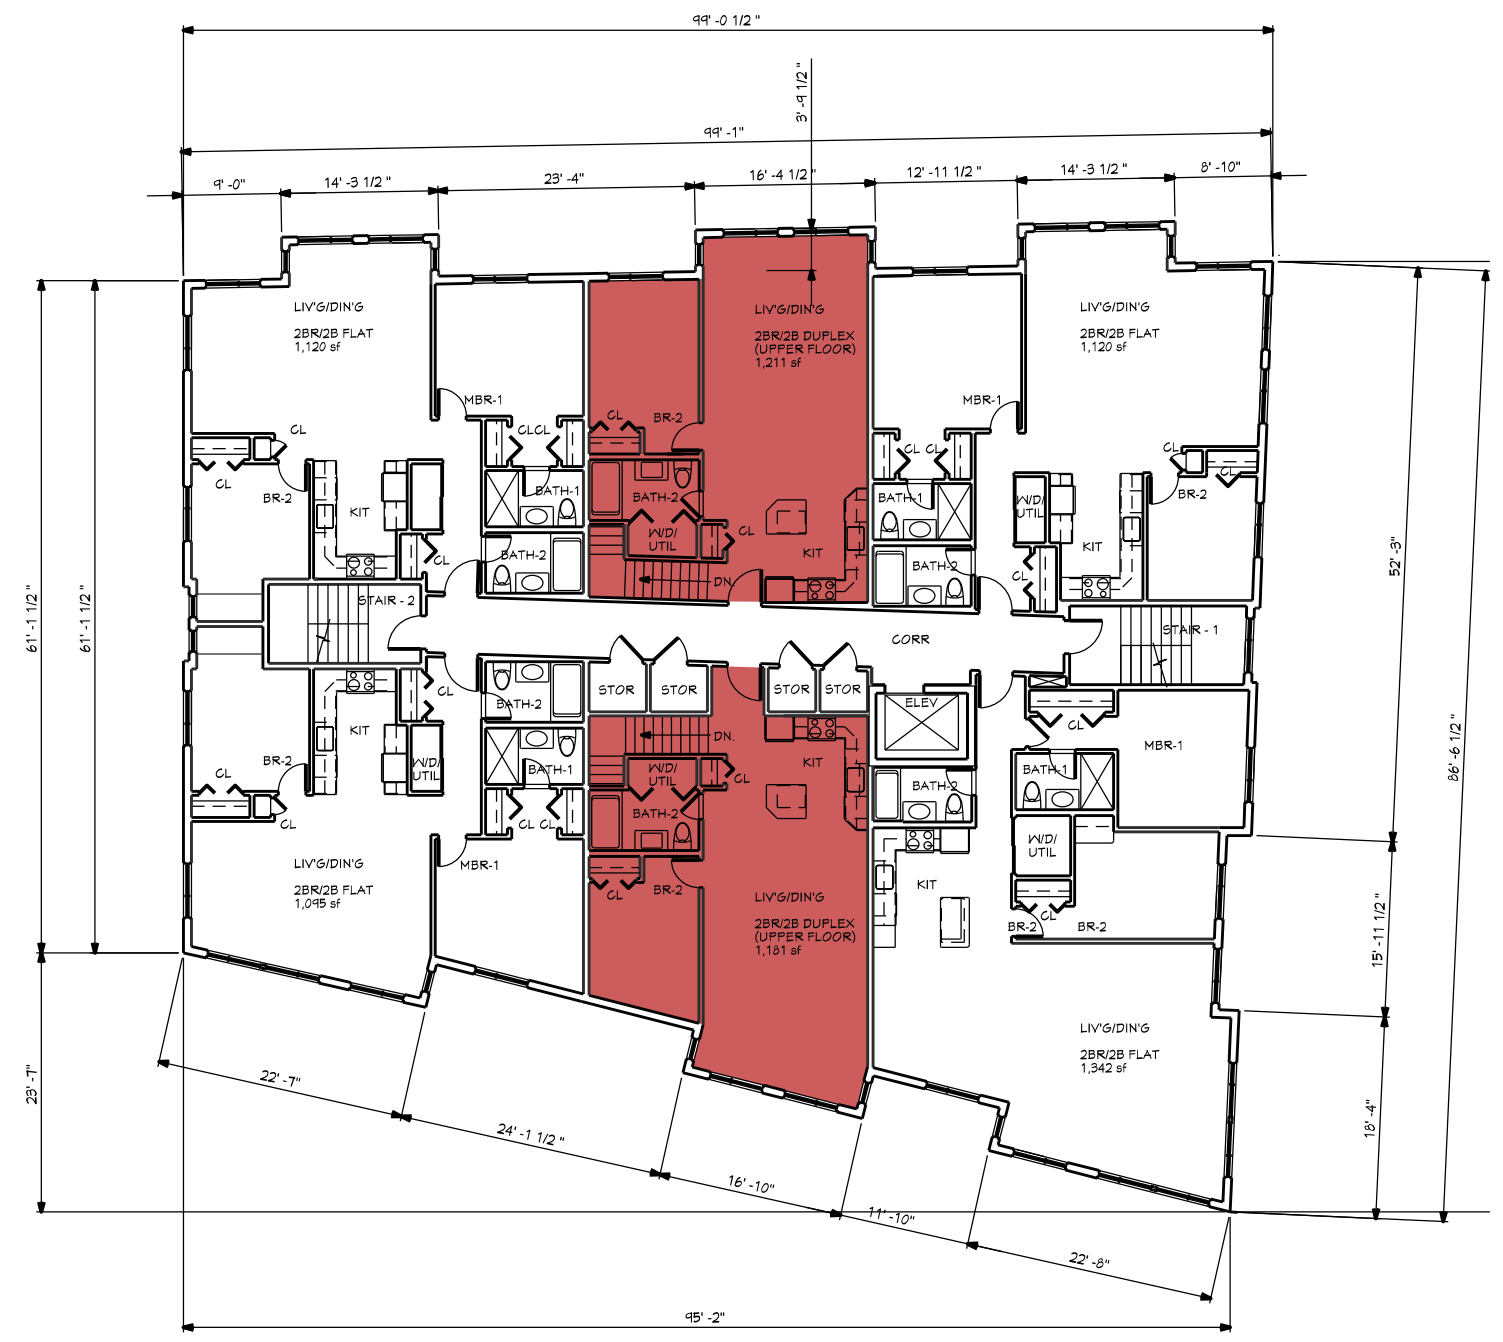 99' -0 1/2 "
3' -9 1/2 "
99' -1"
9' -0"
14' -3 1/2 "
23' -4"
16' -4 1/2 "
12' -11 1/2 "
14' -3 1/2 "
8' -10"
LIV'G/DIN'G
2BR/2B FLAT
1,120 sf
LIV'G/DIN'G
2BR/2B DUPLEX
(UPPER FLOOR)
1,211 sf
LIV'G/DIN'G
2BR/2B FLAT
1,120 sf
MBR-1
CL
BR-2
MBR-1
CL
CLCL
CL CL
CL
CL
BR-2
CL
BATH-1
BATH-2
BATH-1
BR-2
KIT
CL
W/D/
UTIL
KIT
W/D/
UTIL
KIT
CL
BATH-2
BATH-2
CL
DN.
52' -3"
61' -1 1/2 "
61' -1 1/2 "
STAIR - 2
CORR
STAIR - 1
STOR
STOR
STOR
STOR
CL
BATH-2
ELEV
CL
MBR-1
KIT
DN.
KIT
86' -6 1/2 "
BR-2
CL
W/D/
UTIL
BATH-1
W/D/
UTIL
CL
BATH-2
BATH-1
BATH-2
CL
CL CL
BATH-2
W/D/
UTIL
LIV'G/DIN'G
2BR/2B FLAT
1,095 sf
MBR-1
CL
BR-2
KIT
CL
BR-2
BR-2
LIV'G/DIN'G
2BR/2B DUPLEX
(UPPER FLOOR)
1,181 sf
15' -11 1/2 "
LIV'G/DIN'G
2BR/2B FLAT
1,342 sf
23' -7"
22' -7"
24' -1 1/2 "
16' -10"
11' -10"
22' -8"
18' -4"
95' -2"